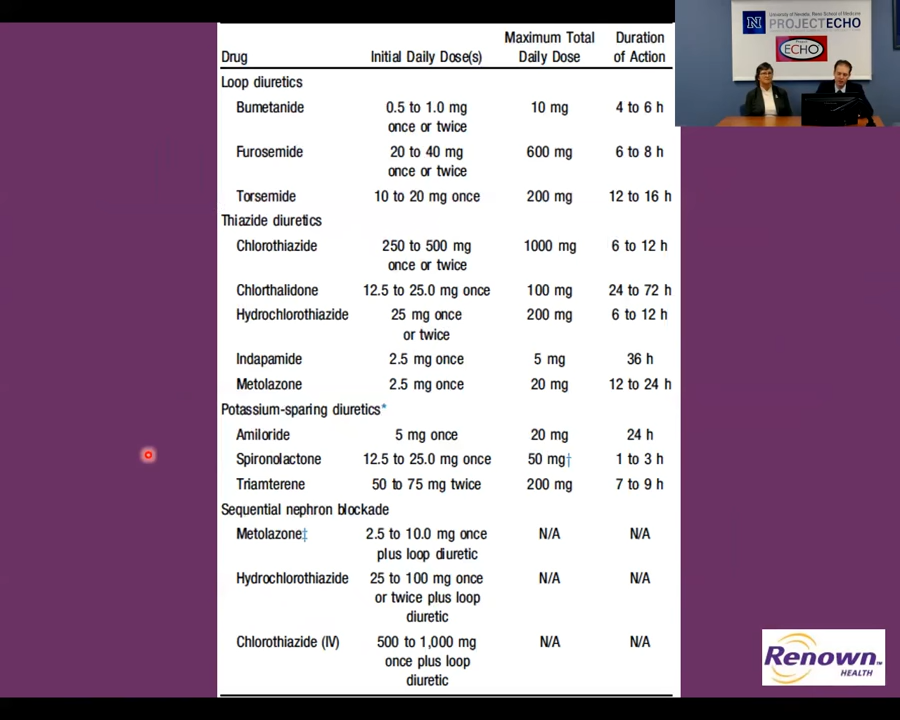 University of Nevada, Reno School of Medicine
N PROJECT ECHO
Project
ECHO
Drug Initial Daily Dose(s) Maximum Total Daily Dose Duration of Action
Loop diuretics
Bumetanide 0.5 to 1.0 mg once or twice 10 mg 4 to 6 h
Furosemide 20 to 40 mg once or twice 600 mg 6 to 8 h
Torsemide 10 to 20 mg once 200 mg 12 to 16 h
Thiazide diuretics
Chlorothiazide 250 to 500 mg once or twice 1000 mg 6 to 12 h
Chlorthalidone 12.5 to 25.0 mg once 100 mg 24 to 72 h
Hydrochlorothiazide 25 mg once or twice 200 mg 6 to 12 h
Indapamide 2.5 mg once 5 mg 36 h
Metolazone 2.5 mg once 20 mg 12 to 24 h
Potassium-sparing diuretics*
Amiloride 5 mg once 20 mg 24 h
Spironolactone 12.5 to 25.0 mg once 50 mg† 1 to 3 h
Triamterene 50 to 75 mg twice 200 mg 7 to 9 h
Sequential nephron blockade
Metolazone‡ 2.5 to 10.0 mg once plus loop diuretic N/A N/A
Hydrochlorothiazide 25 to 100 mg once or twice plus loop diuretic N/A N/A
Chlorothiazide (IV) 500 to 1,000 mg once plus loop diuretic N/A N/A
Renown™
HEALTH